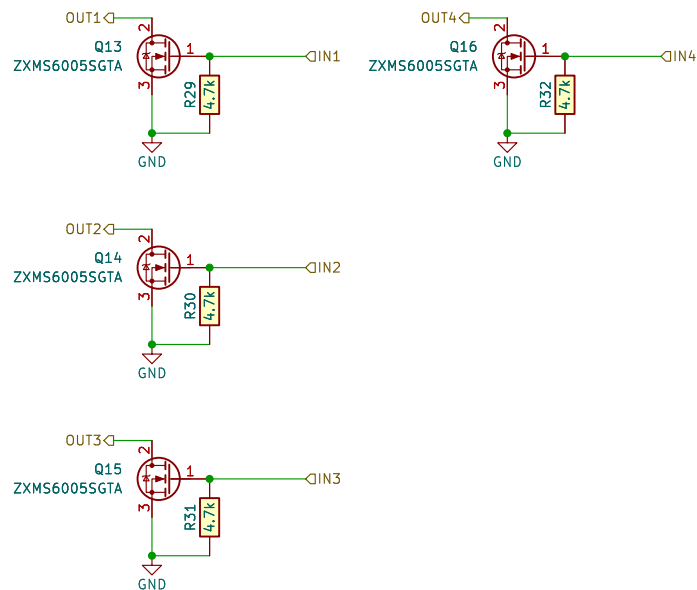 OUT1
2
Q13
ZXMS6005SGTA
1
IN1
3
R29
4.7k
GND
OUT4
2
Q16
ZXMS6005SGTA
1
IN4
3
R32
4.7k
GND
OUT2
2
Q14
ZXMS6005SGTA
1
IN2
3
R30
4.7k
GND
OUT3
2
Q15
ZXMS6005SGTA
1
IN3
3
R31
4.7k
GND